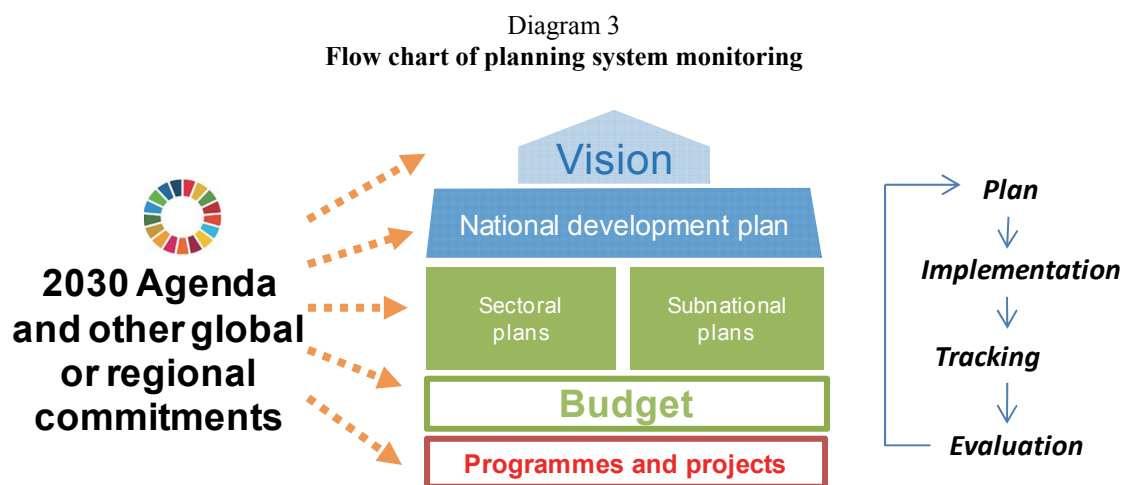 Diagram 3
Flow chart of planning system monitoring
2030 Agenda
and other global
or regional
commitments
Vision
National development plan
Sectoral
plans
Subnational
plans
Budget
Programmes and projects
Plan
Implementation
Tracking
Evaluation